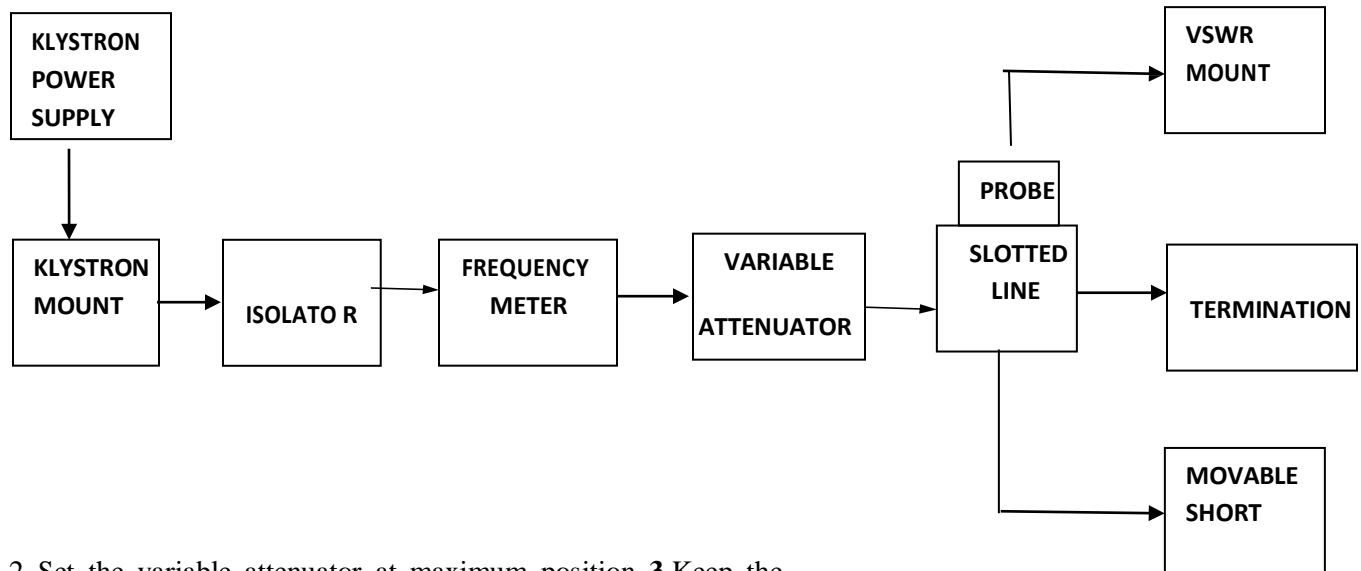 KLYSTRON
POWER
SUPPLY
VSWR
MOUNT
PROBE
KLYSTRON
MOUNT
ISOLATO R
FREQUENCY
METER
VARIABLE
ATTENUATOR
SLOTTED
LINE
TERMINATION
MOVABLE
SHORT
2 Set the variable attenuator at maximum position 3 Keep the